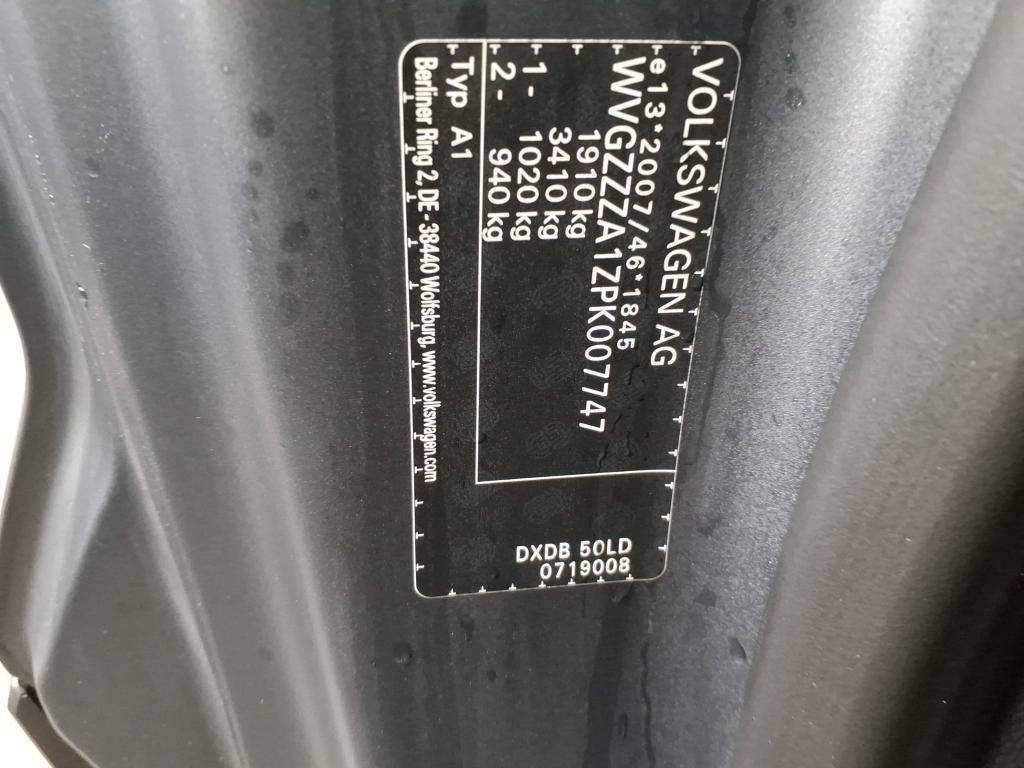 VOLKSWAGEN AG
e13*2007/46*1845
WVGZZZA1ZPK007747
1910 kg
3410 kg
1 - 1020 kg
2 - 940 kg
Typ A1
Berliner Ring 2, DE - 38440 Wolfsburg, www.volkswagen.com
DXDB 50LD
0719008